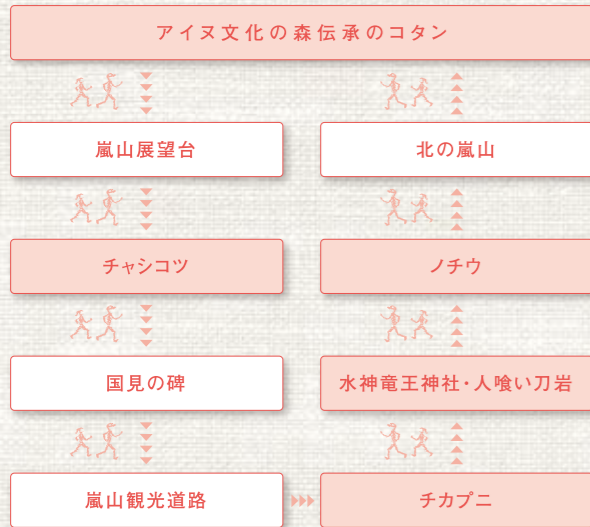 アイヌ文化の森伝承のコタン
嵐山展望台
北の嵐山
チャシコツ
ノチウ
国見の碑
水神竜王神社・人喰い刀岩
嵐山観光道路
チカプニ